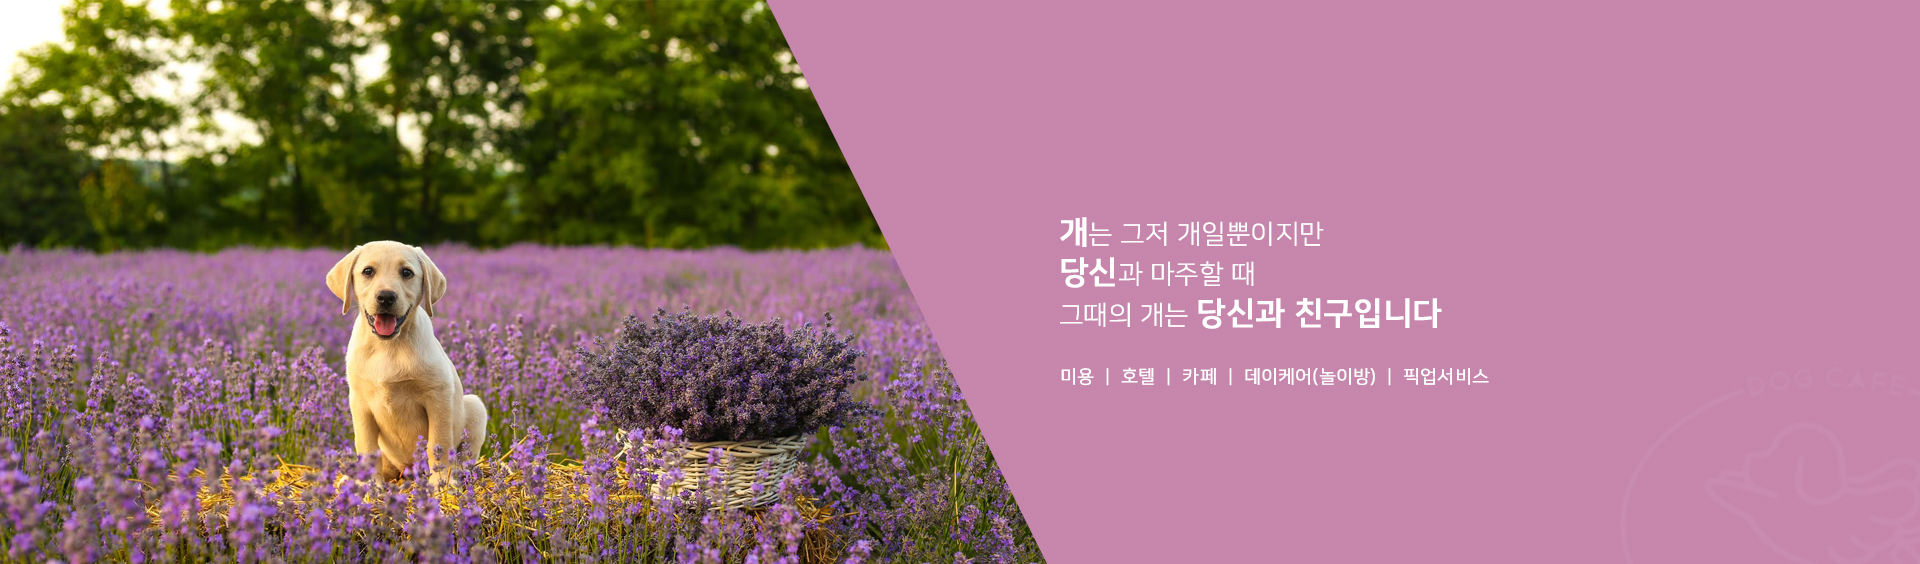 개는 그저 개일뿐이지만
당신과 마주할 때
그때의 개는 당신과 친구입니다
미용 | 호텔 | 카페 | 데이케어(놀이방) | 픽업서비스
DOG CAFE